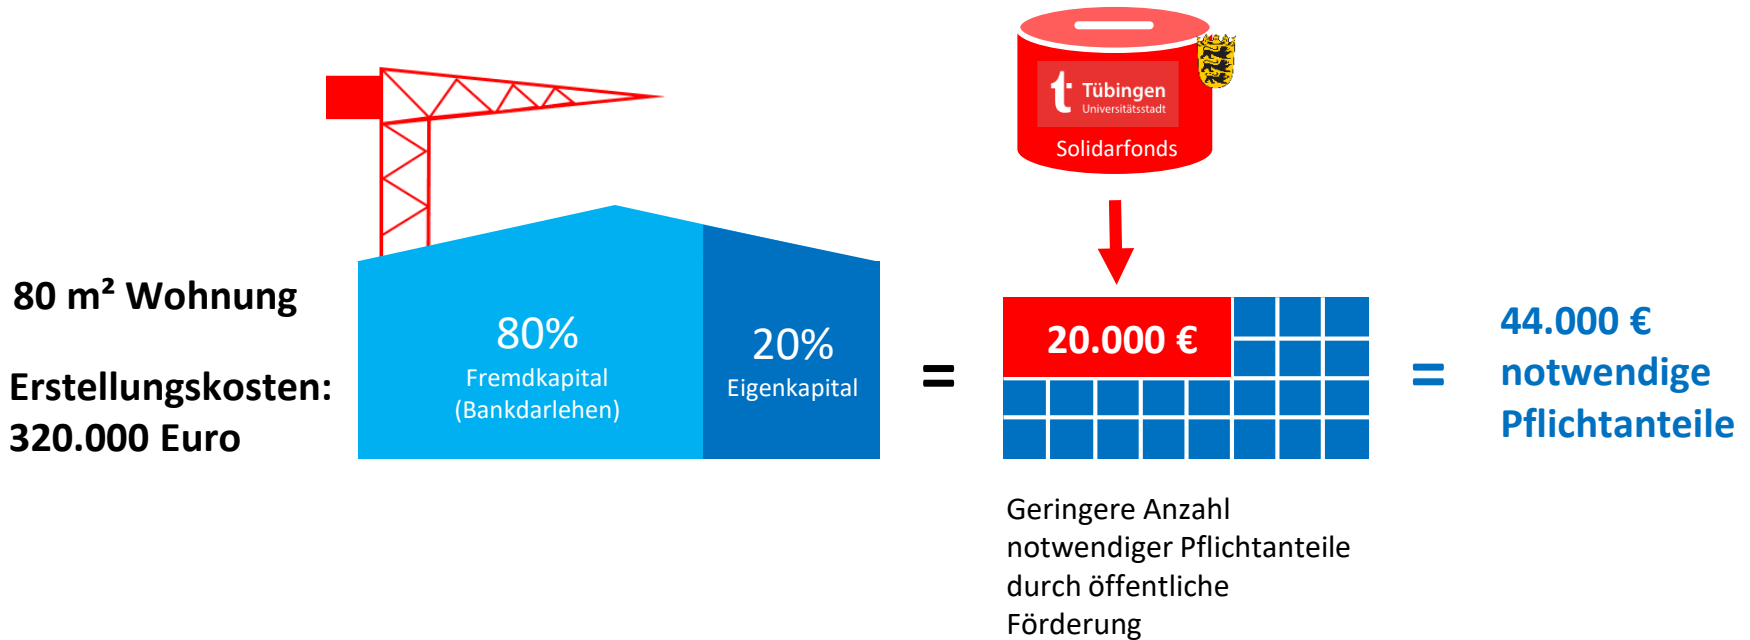 t Tübingen
Universitätsstadt
Solidarfonds
80 m² Wohnung
Erstellungskosten:
320.000 Euro
80%
Fremdkapital
(Bankdarlehen)
20%
Eigenkapital
=
20.000 €
=
44.000 €
notwendige
Pflichtanteile
Geringere Anzahl
notwendiger Pflichtanteile
durch öffentliche
Förderung